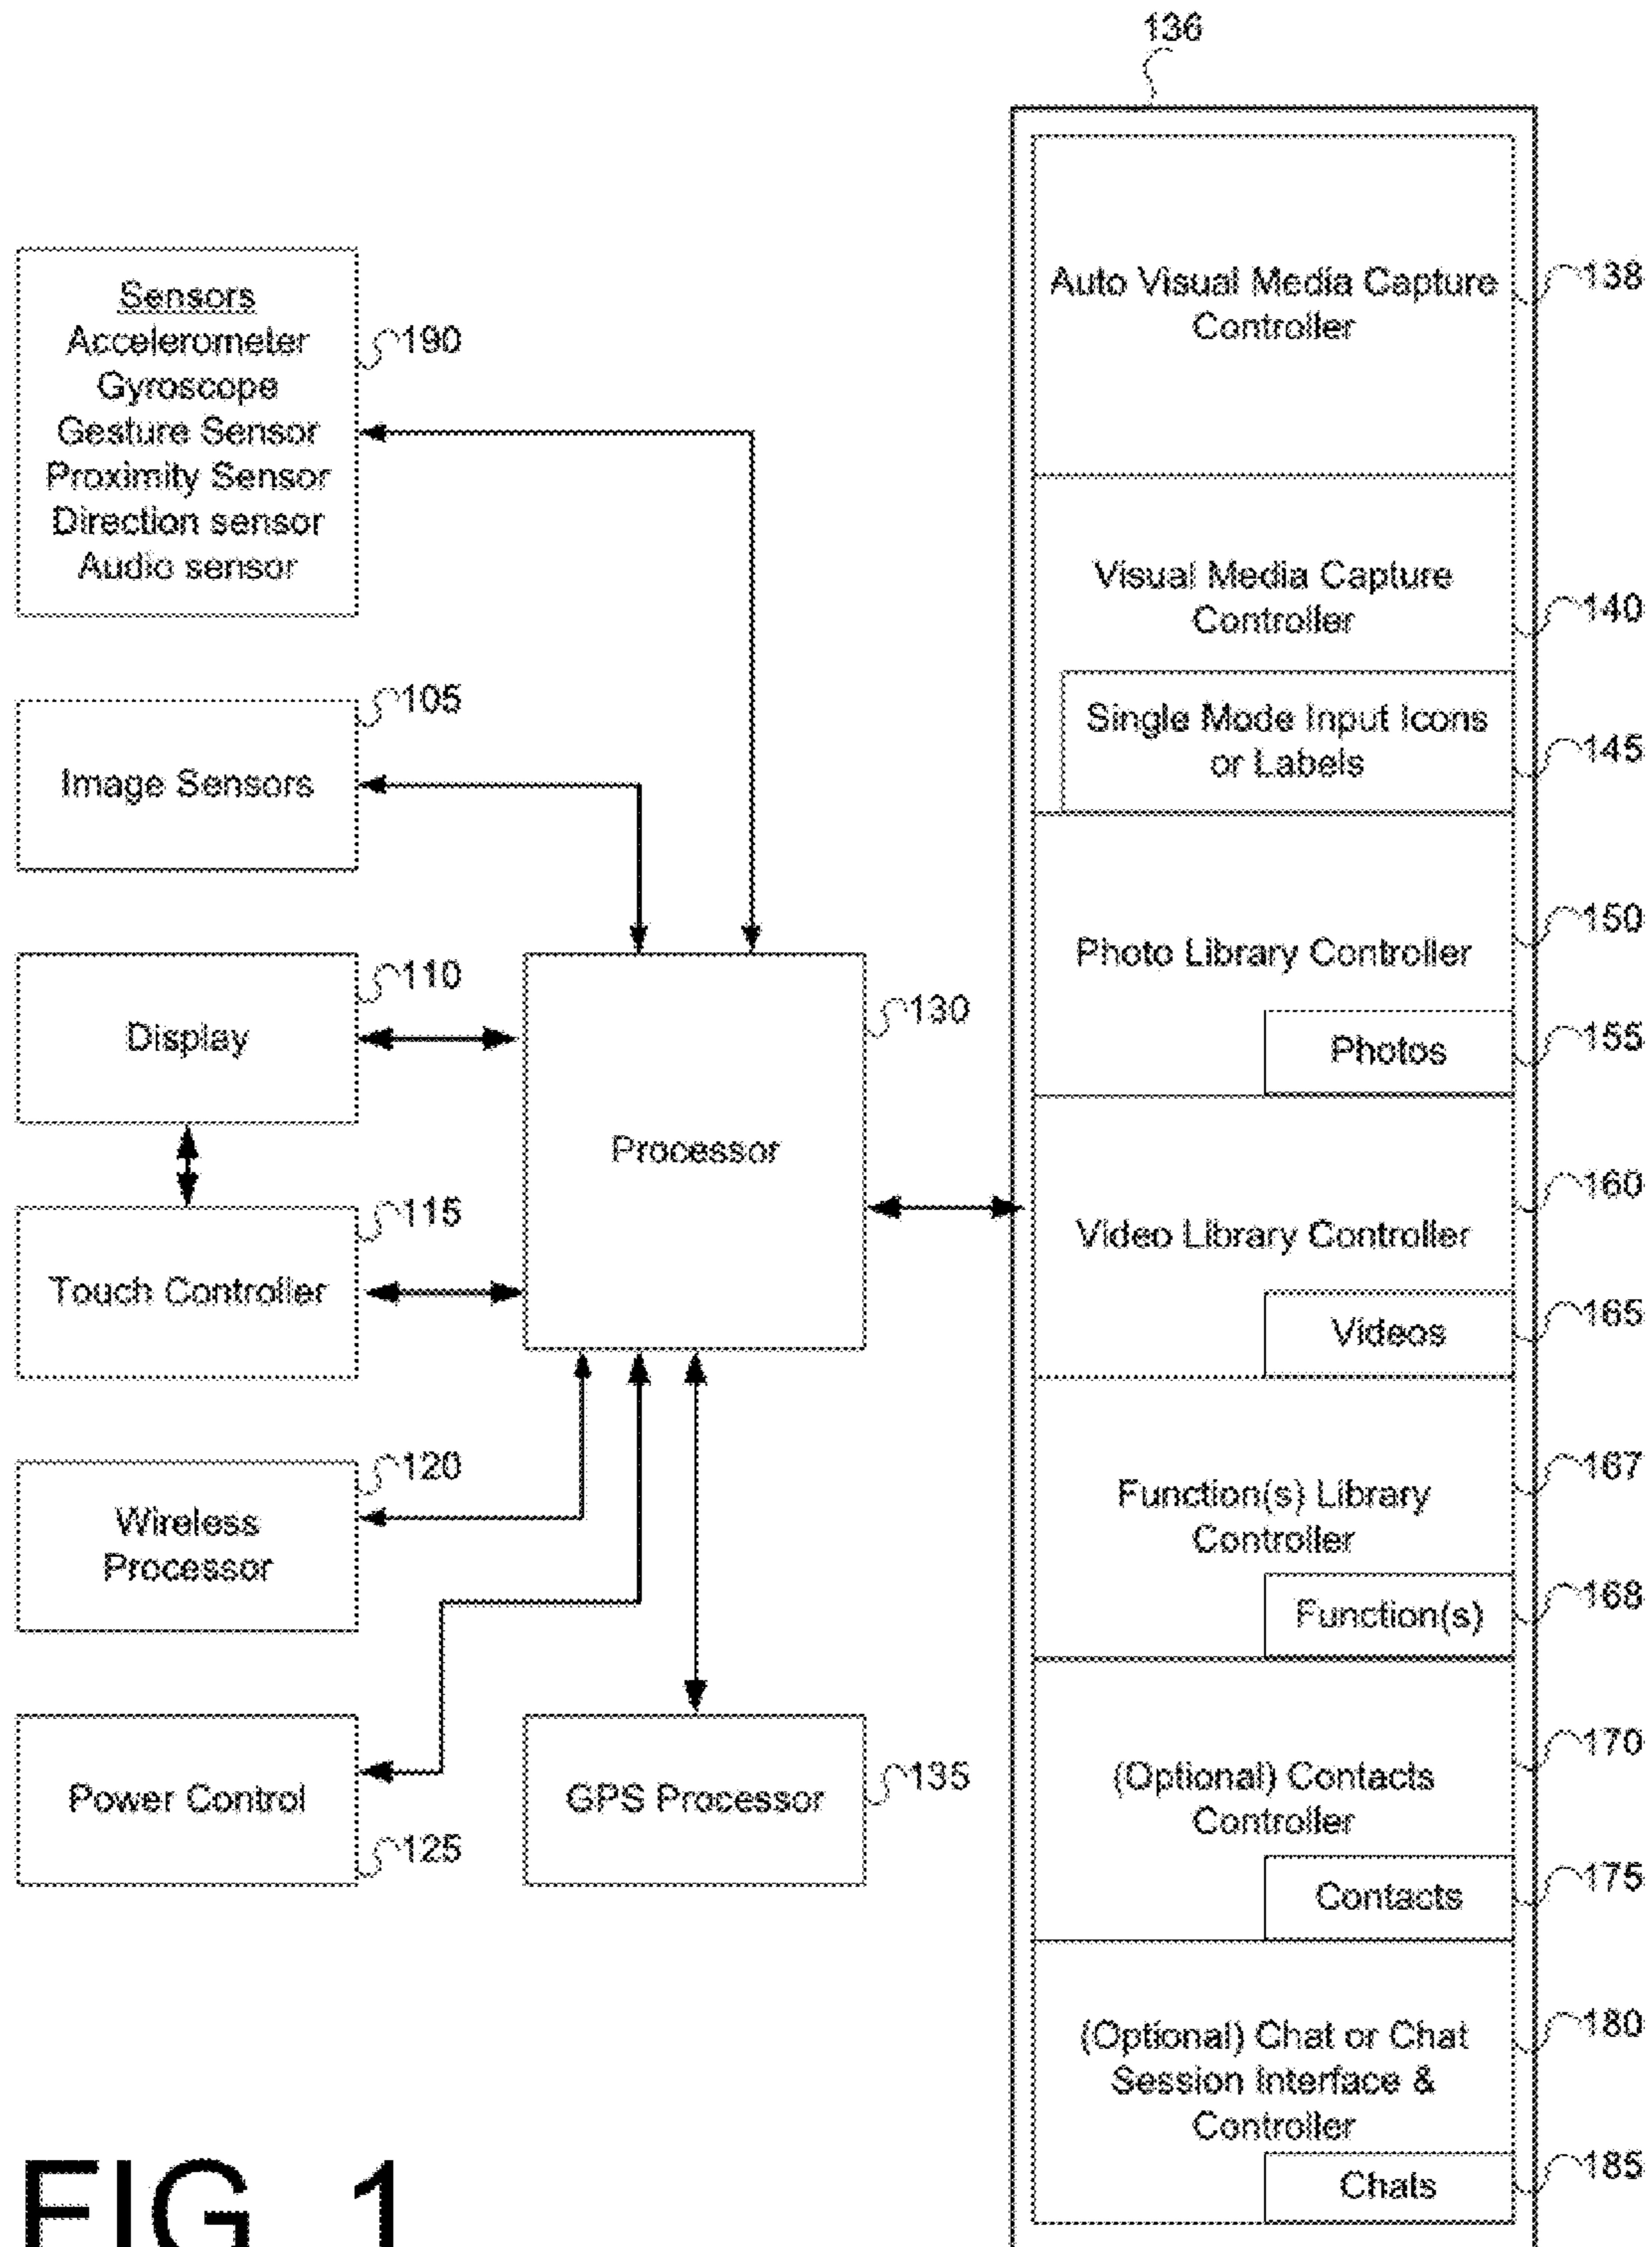 136
Auto Visual Media Capture
Controller
138
Sensors
Accelerometer
Gyroscope
Gesture Sensor
Proximity Sensor
Direction sensor
Audio sensor
190
Visual Media Capture
Controller
140
Single Mode Input Icons
or Labels
145
Image Sensors
105
Photo Library Controller
150
Photos
155
Display
110
Processor
130
Video Library Controller
160
Videos
165
Touch Controller
115
Wireless
Processor
120
Function(s) Library
Controller
167
Function(s)
168
Power Control
125
GPS Processor
135
(Optional) Contacts
Controller
170
Contacts
175
(Optional) Chat or Chat
Session Interface &
Controller
180
Chats
185
FIG. 1